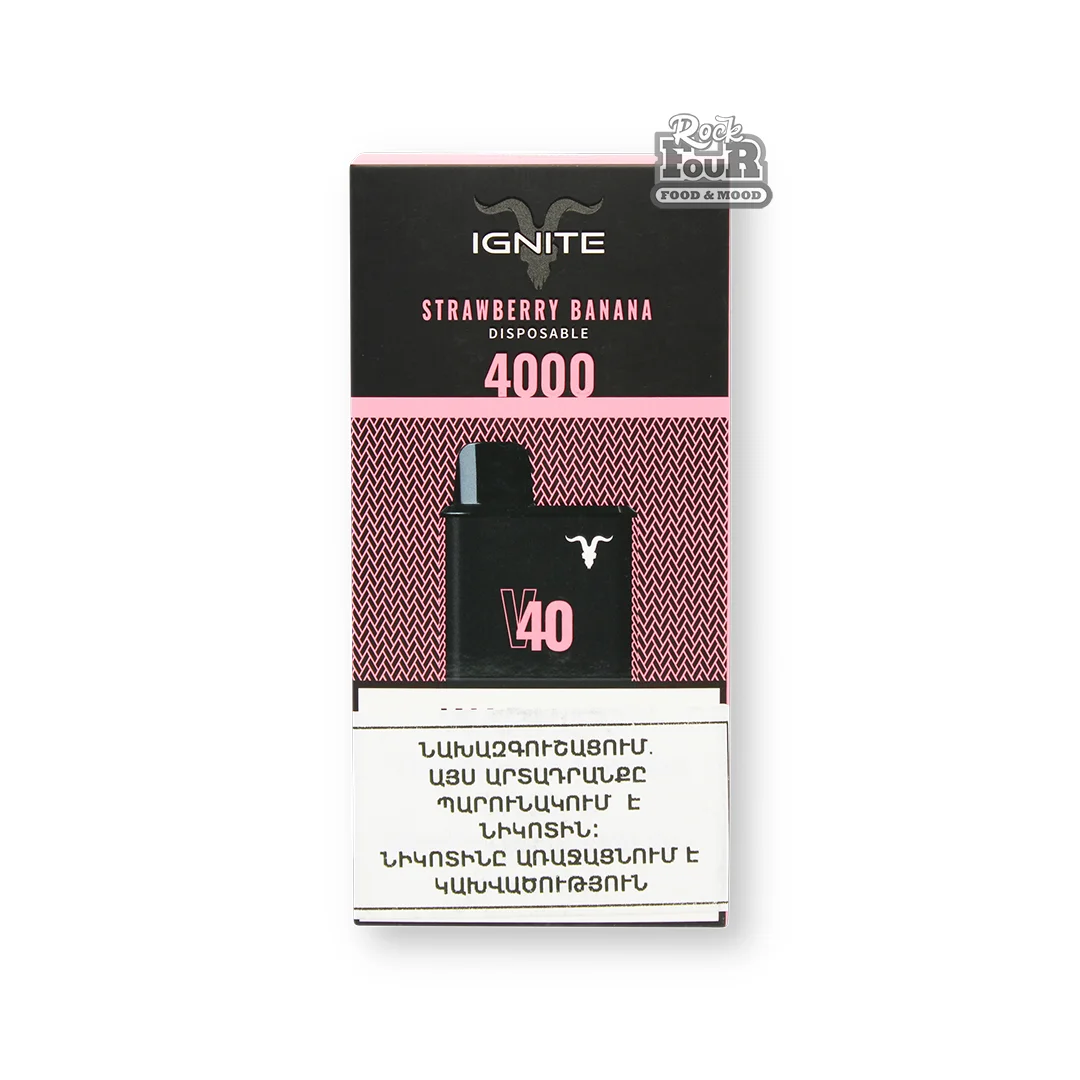 Rock
FouR
FOOD & MOOD
IGNITE
STRAWBERRY BANANA
DISPOSABLE
4000
V40
ՆԱԽԱԶԳՈՒՇԱՑՈՒՄ.
ԱՅՍ ԱՐՏԱԴՐԱՆՔԸ
ՊԱՐՈՒՆԱԿՈՒՄ Է
ՆԻԿՈՏԻՆ:
ՆԻԿՈՏԻՆԸ ԱՌԱՋԱՑՆՈՒՄ Է
ԿԱԽՎԱԾՈՒԹՅՈՒՆ